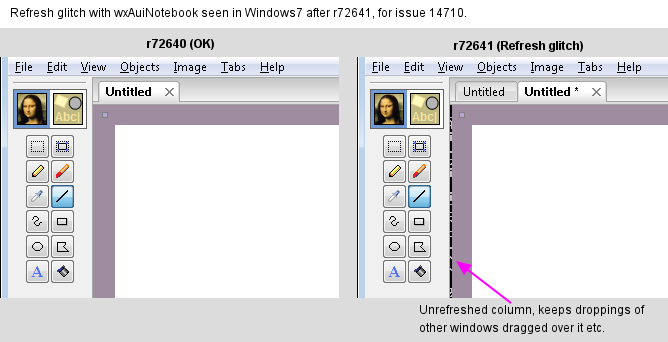 Refresh glitch with wxAuiNotebook seen in Windows7 after r72641, for issue 14710.
r72640 (OK)
File Edit View Objects Image Tabs Help
Untitled
Abc
A
r72641 (Refresh glitch)
File Edit View Objects Image Tabs Help
Untitled Untitled *
Abc
A
Unrefreshed column, keeps droppings of
other windows dragged over it etc.